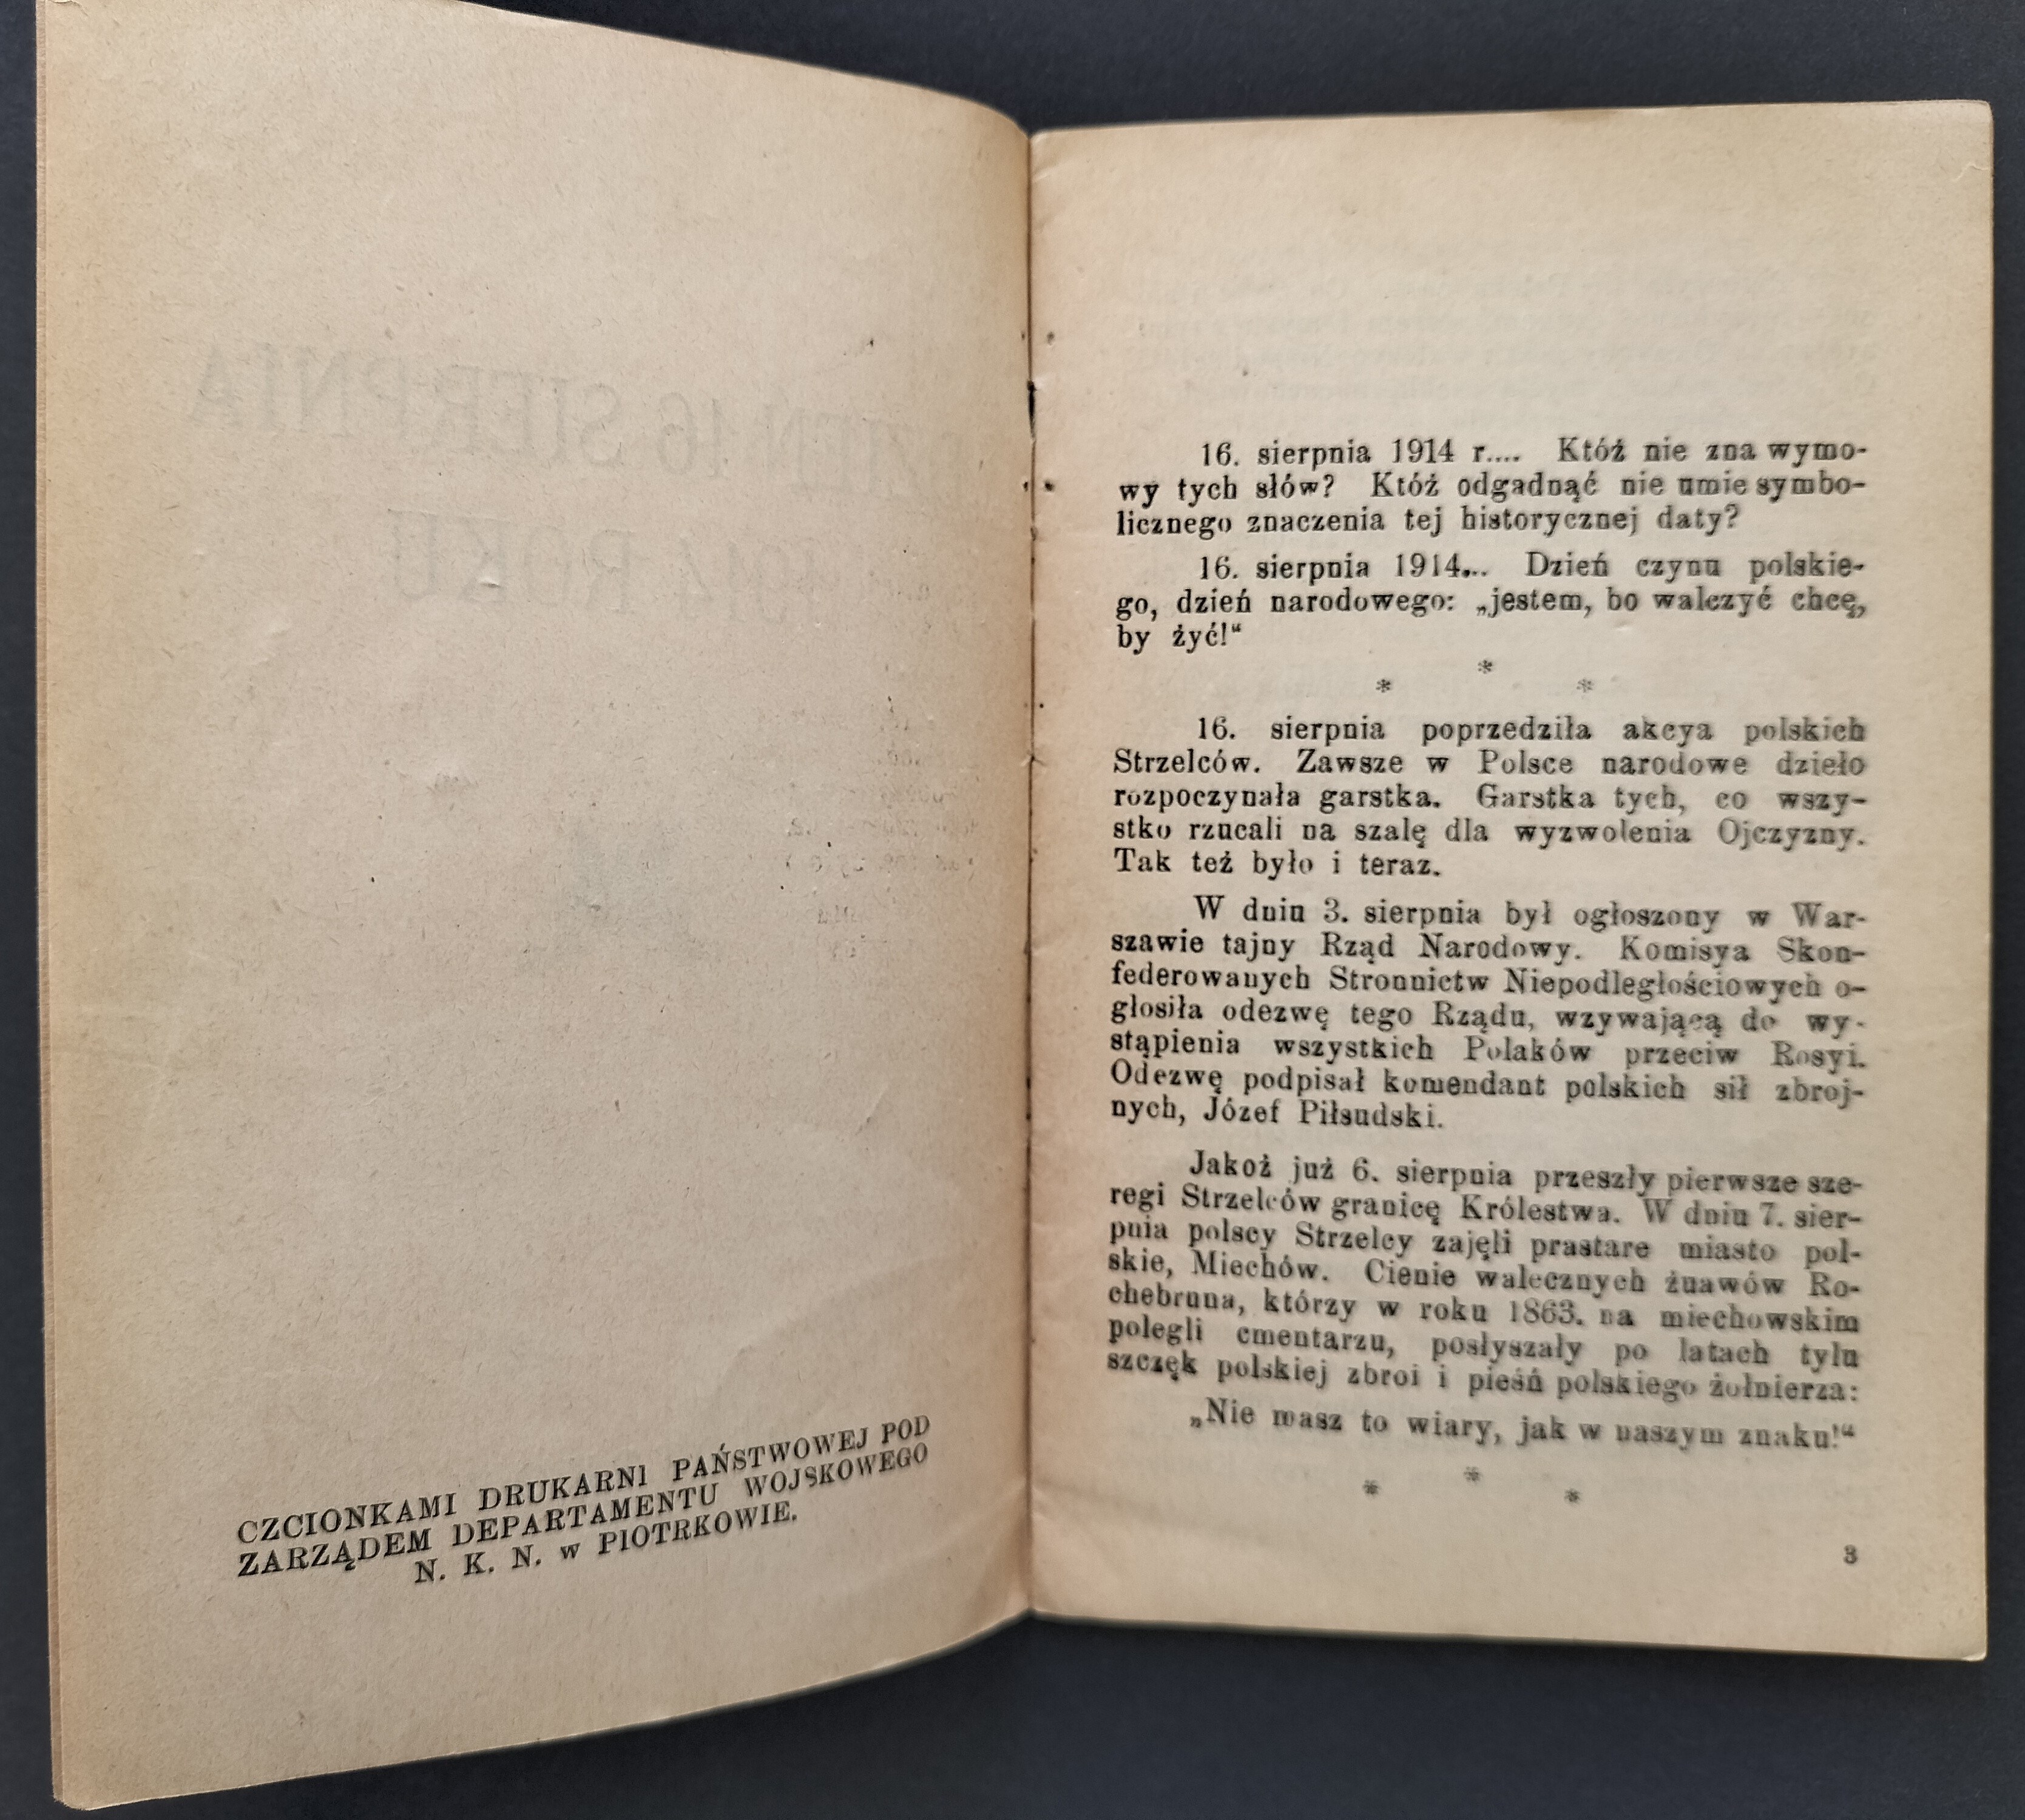 CZCIONKAMI DRUKARNI PAŃSTWOWEJ POD
ZARZĄDEM DEPARTAMENTU WOJSKOWEGO
N. K. N. w PIOTRKOWIE.
16. sierpnia 1914 r.... Któż nie zna wymo-
wy tych słów? Któż odgadnąć nie umie symbo-
licznego znaczenia tej historycznej daty?
16. sierpnia 1914... Dzień czynu polskie-
go, dzień narodowego: „jestem, bo walczyć chcę,
by żyć!“
*
* *
16. sierpnia poprzedziła akcya polskich
Strzelców. Zawsze w Polsce narodowe dzieło
rozpoczynała garstka. Garstka tych, co wszy-
stko rzucali na szalę dla wyzwolenia Ojczyzny.
Tak też było i teraz.
W dniu 3. sierpnia był ogłoszony w War-
szawie tajny Rząd Narodowy. Komisya Skon-
federowanych Stronnictw Niepodległościowych o-
głosiła odezwę tego Rządu, wzywającą do wy-
stąpienia wszystkich Polaków przeciw Rosyi.
Odezwę podpisał komendant polskich sił zbroj-
nych, Józef Piłsudski.
Jakoż już 6. sierpnia przeszły pierwsze sze-
regi Strzelców granicę Królestwa. W dniu 7. sier-
pnia polscy Strzelcy zajęli prastare miasto pol-
skie, Miechów. Cienie walecznych żuawów Ro-
chebruna, którzy w roku 1863. na miechowskim
polegli cmentarzu, posłyszały po latach tylu
szczęk polskiej zbroi i pieśń polskiego żołnierza:
„Nie masz to wiary, jak w naszym znaku!“
*
* *
3